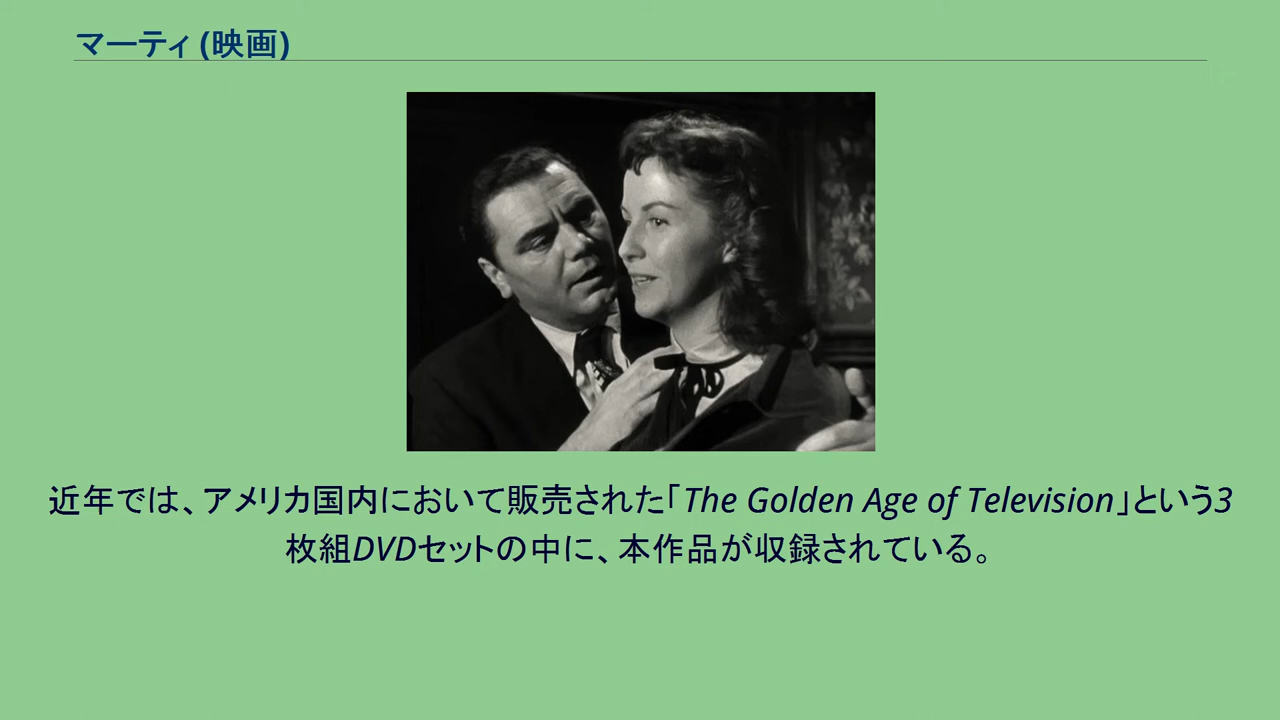 マーティ (映画)
近年では、アメリカ国内において販売された「The Golden Age of Television」という3
枚組DVDセットの中に、本作品が収録されている。